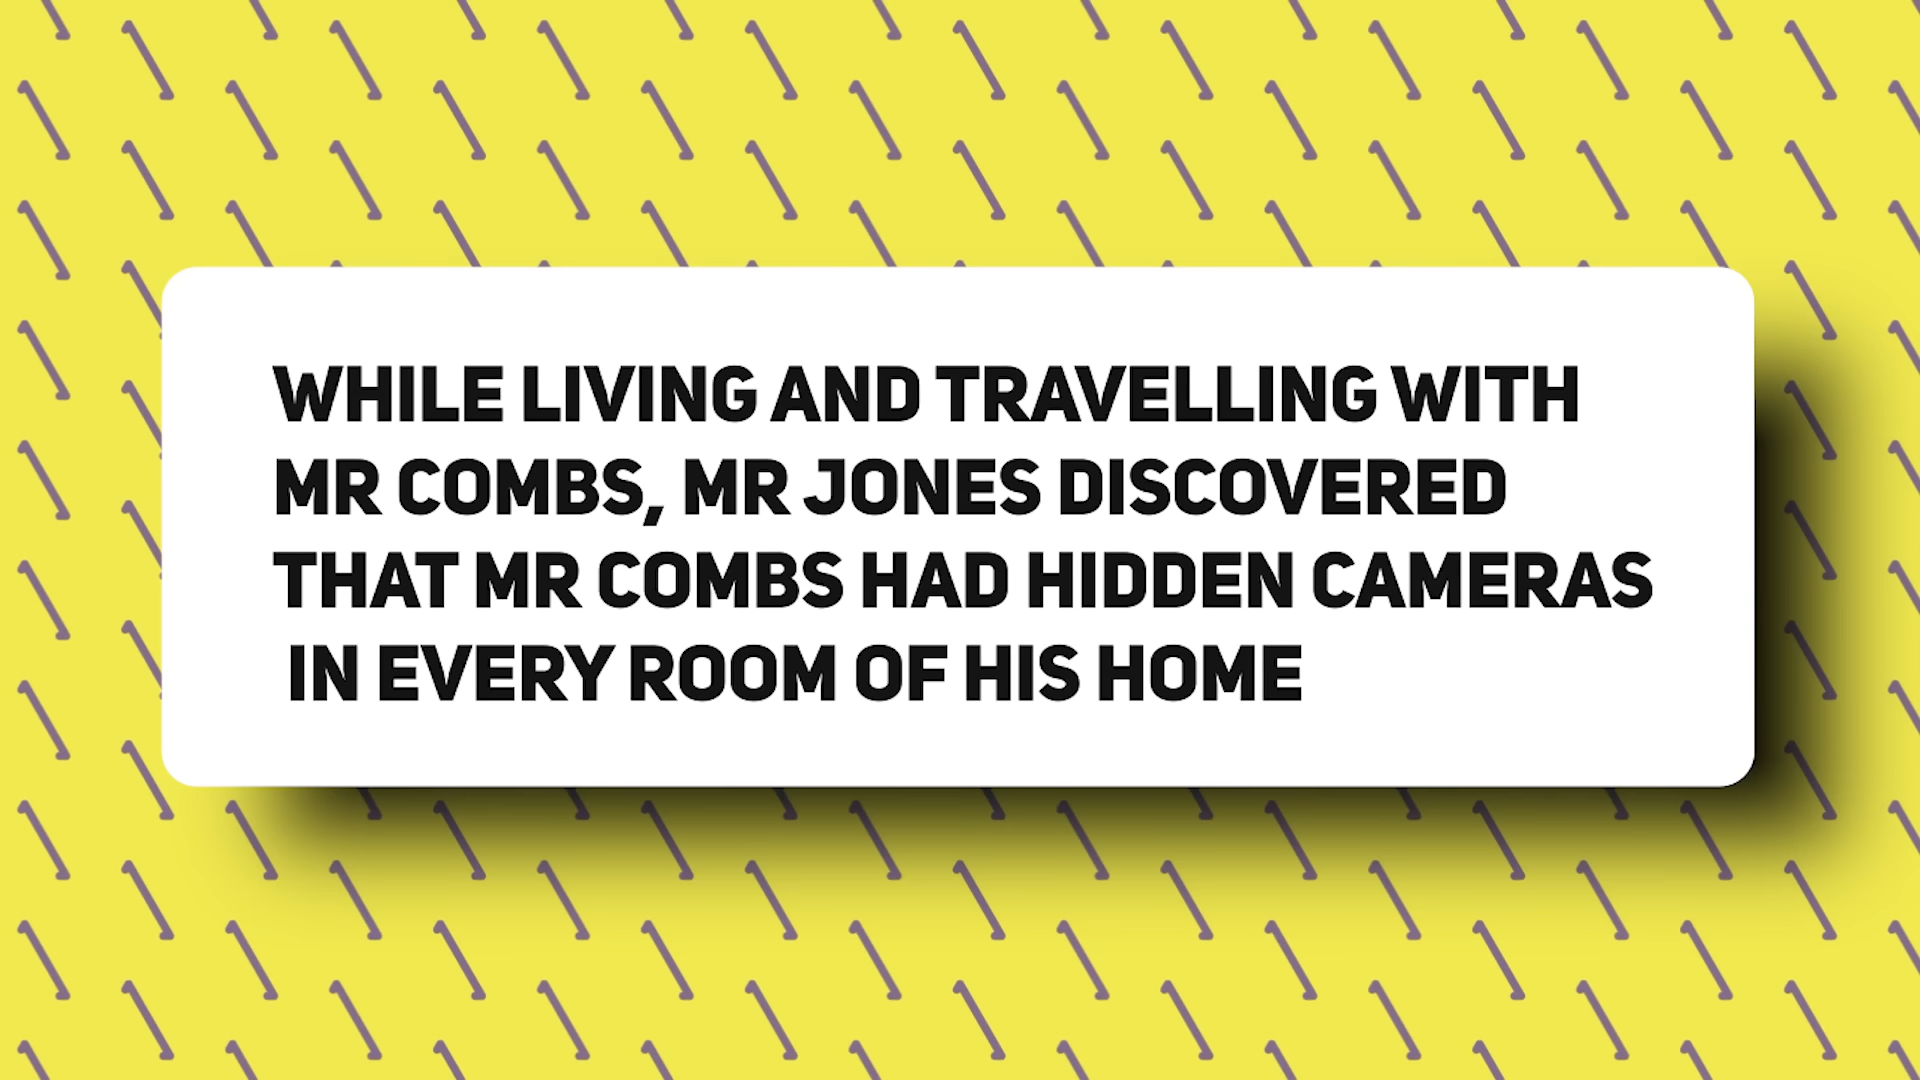 WHILE LIVING AND TRAVELLING WITH
MR COMBS, MR JONES DISCOVERED
THAT MR COMBS HAD HIDDEN CAMERAS
IN EVERY ROOM OF HIS HOME